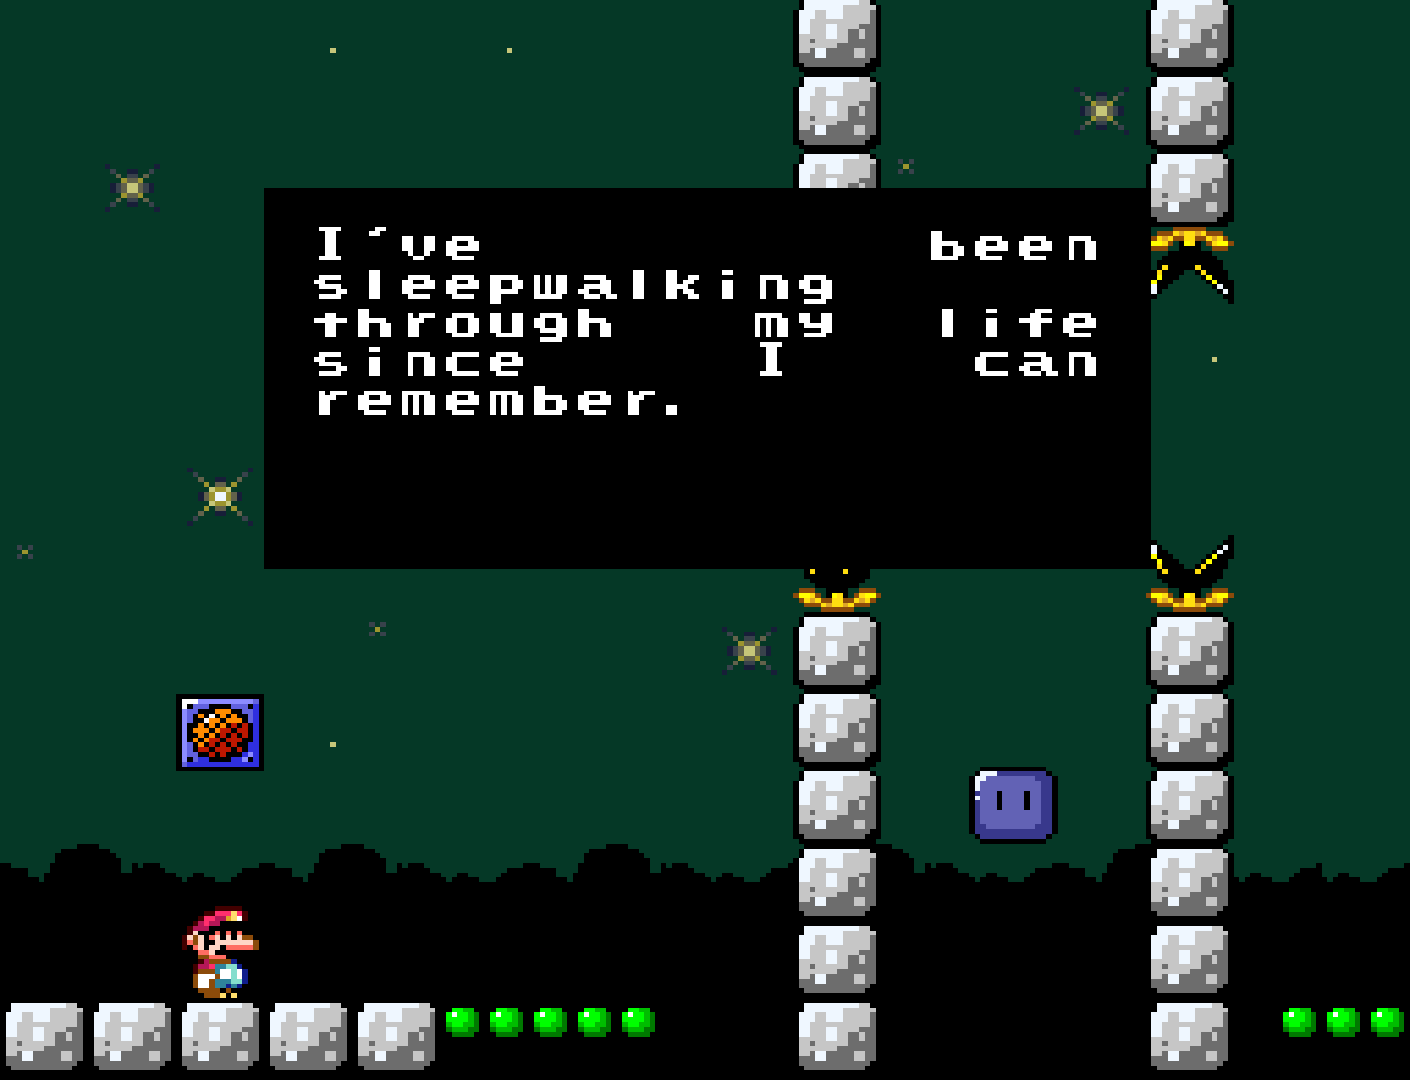 I´ve been
sleepwalking
through my life
since I can
remember.